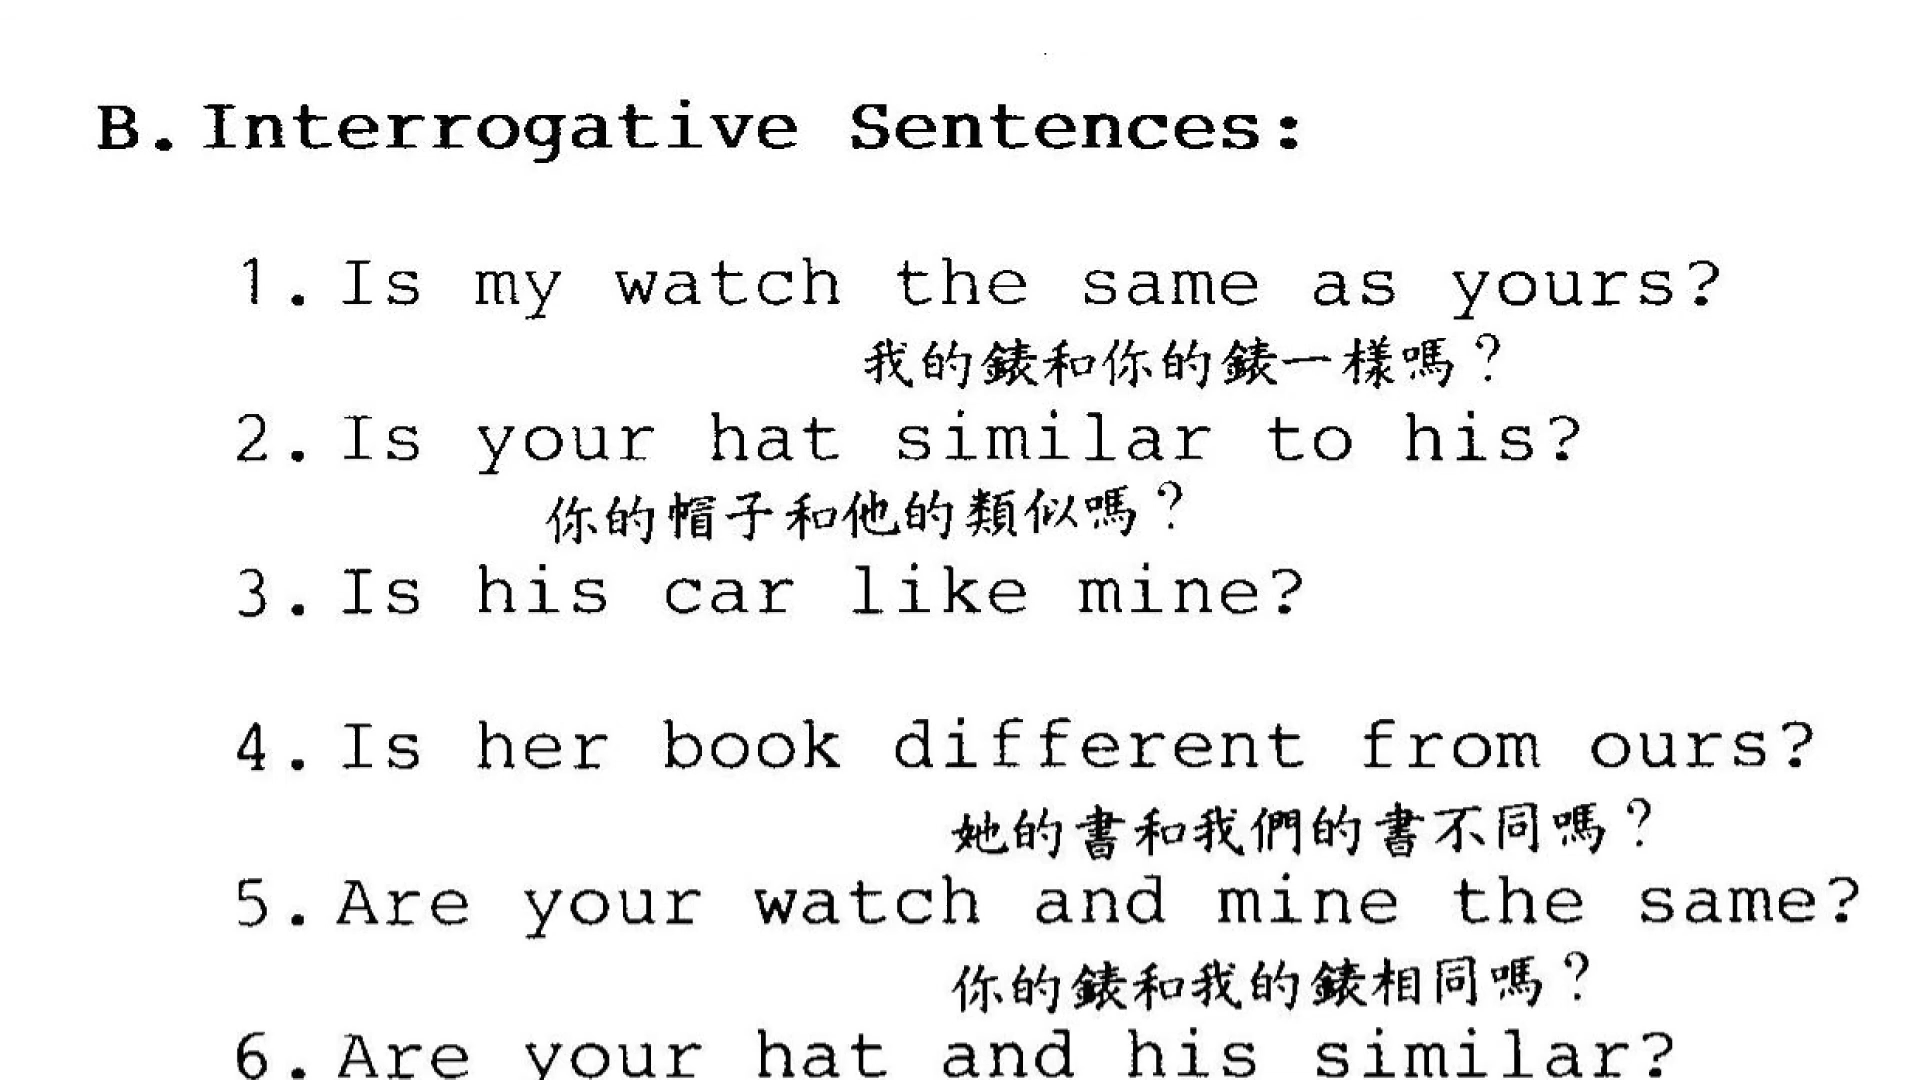 B. Interrogative Sentences:
1. Is my watch the same as yours?
我的錶和你的錶一樣嗎？
2. Is your hat similar to his?
你的帽子和他的類似嗎？
3. Is his car like mine?
4. Is her book different from ours?
她的書和我們的書不同嗎？
5. Are your watch and mine the same?
你的錶和我的錶相同嗎？
6. Are your hat and his similar?